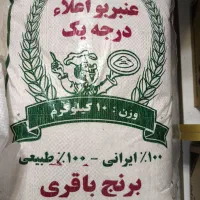 عنبربو اعلاء
درجه یک
وزن : ۱۰ کیلوگرم
۱۰۰٪ ایرانی - ۱۰۰٪ طبیعی
برنج باقری